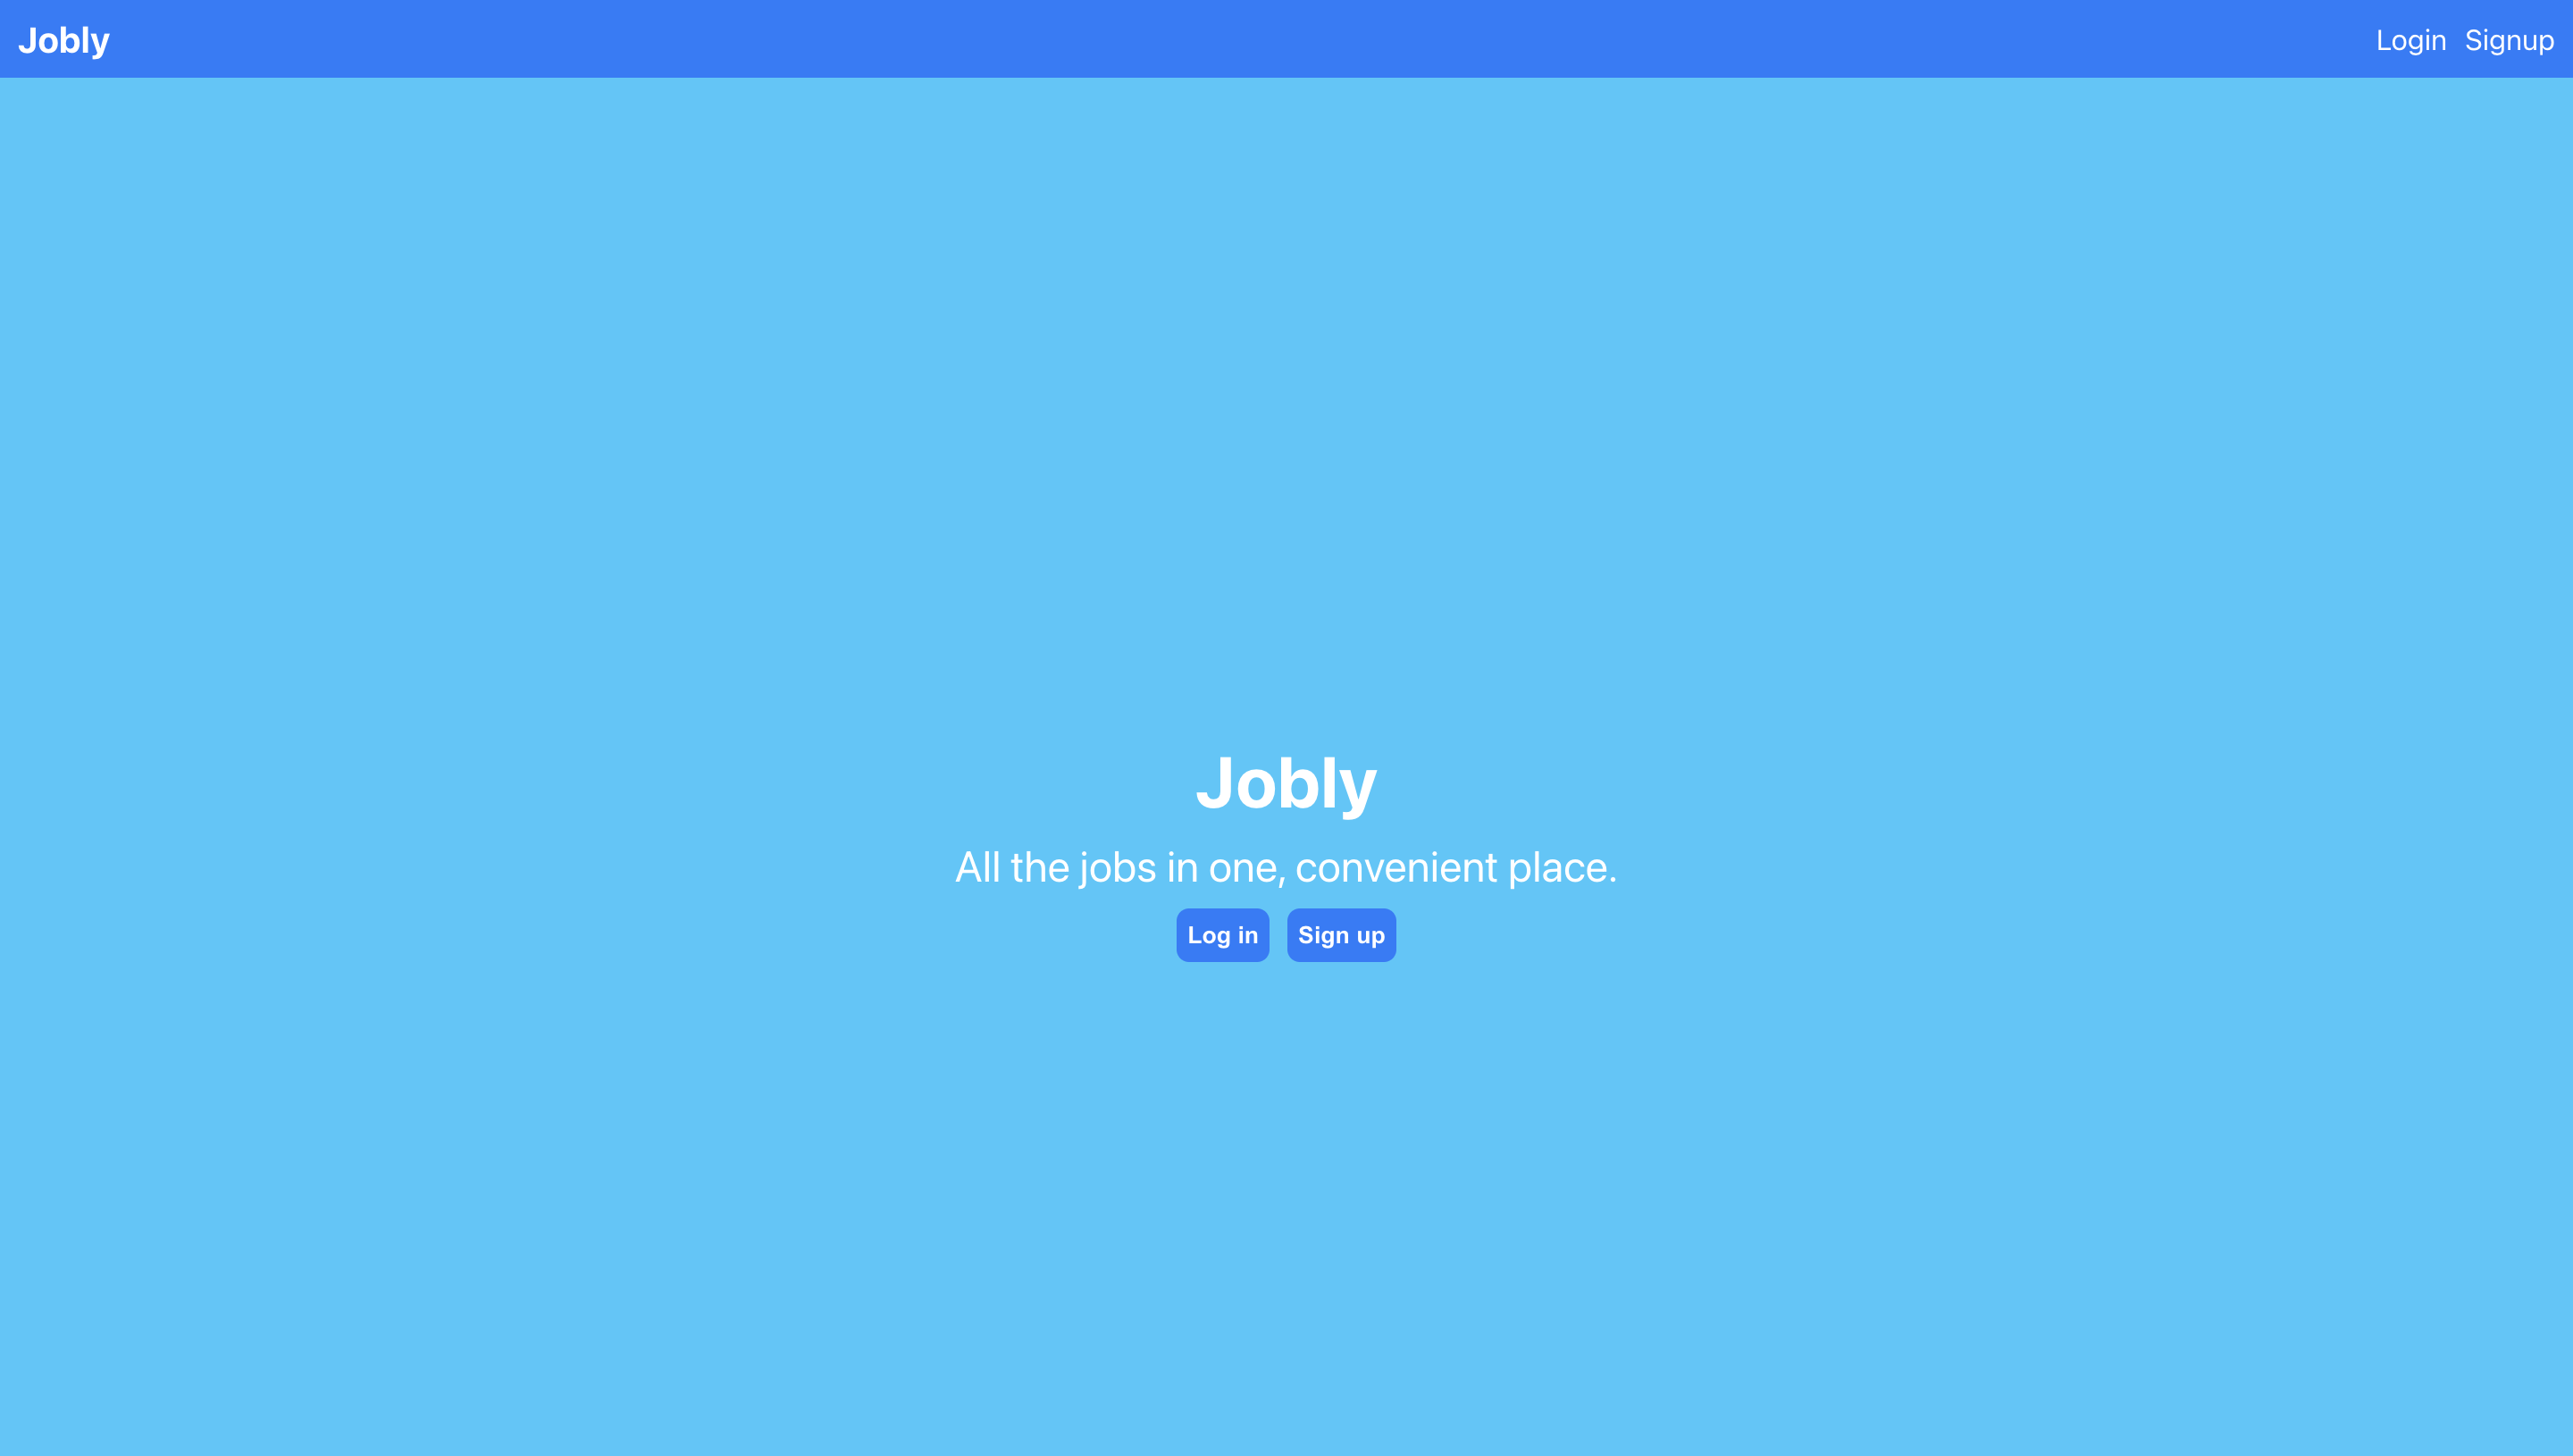 Jobly
Login Signup
Jobly
All the jobs in one, convenient place.
Log in Sign up